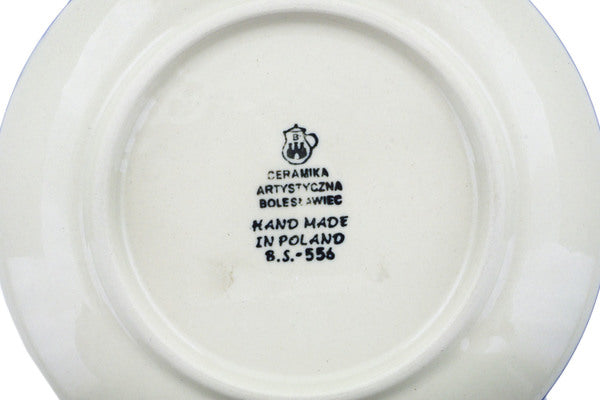 B
CERAMIKA
ARTYSTYCZNA
BOLESŁAWIEC
HAND MADE
IN POLAND
B.S.-556